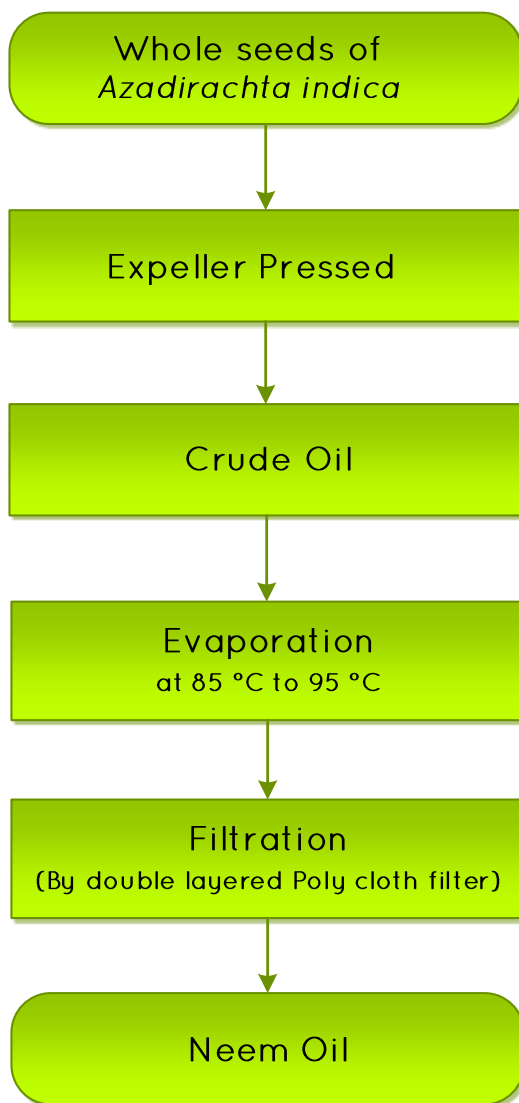 Whole seeds of
Azadirachta indica
Expeller Pressed
Crude Oil
Evaporation
at 85 °C to 95 °C
Filtration
(By double layered Poly cloth filter)
Neem Oil